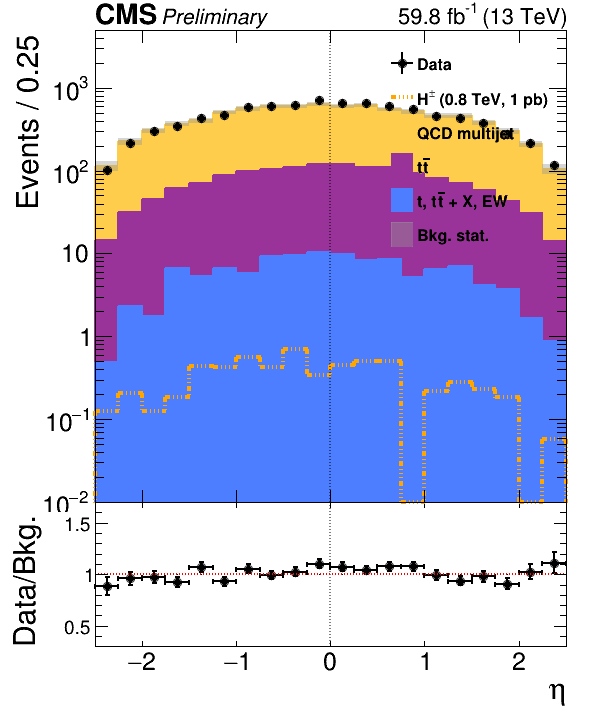 CMS Preliminary 59.8 fb⁻¹ (13 TeV)
Events / 0.25
10³
10²
10
1
10⁻¹
10⁻²
Data
H± (0.8 TeV, 1 pb)
QCD multijet
tt̄
t, tt̄ + X, EW
Bkg. stat.
Data/Bkg.
1.5
1
0.5
−2 −1 0 1 2
η